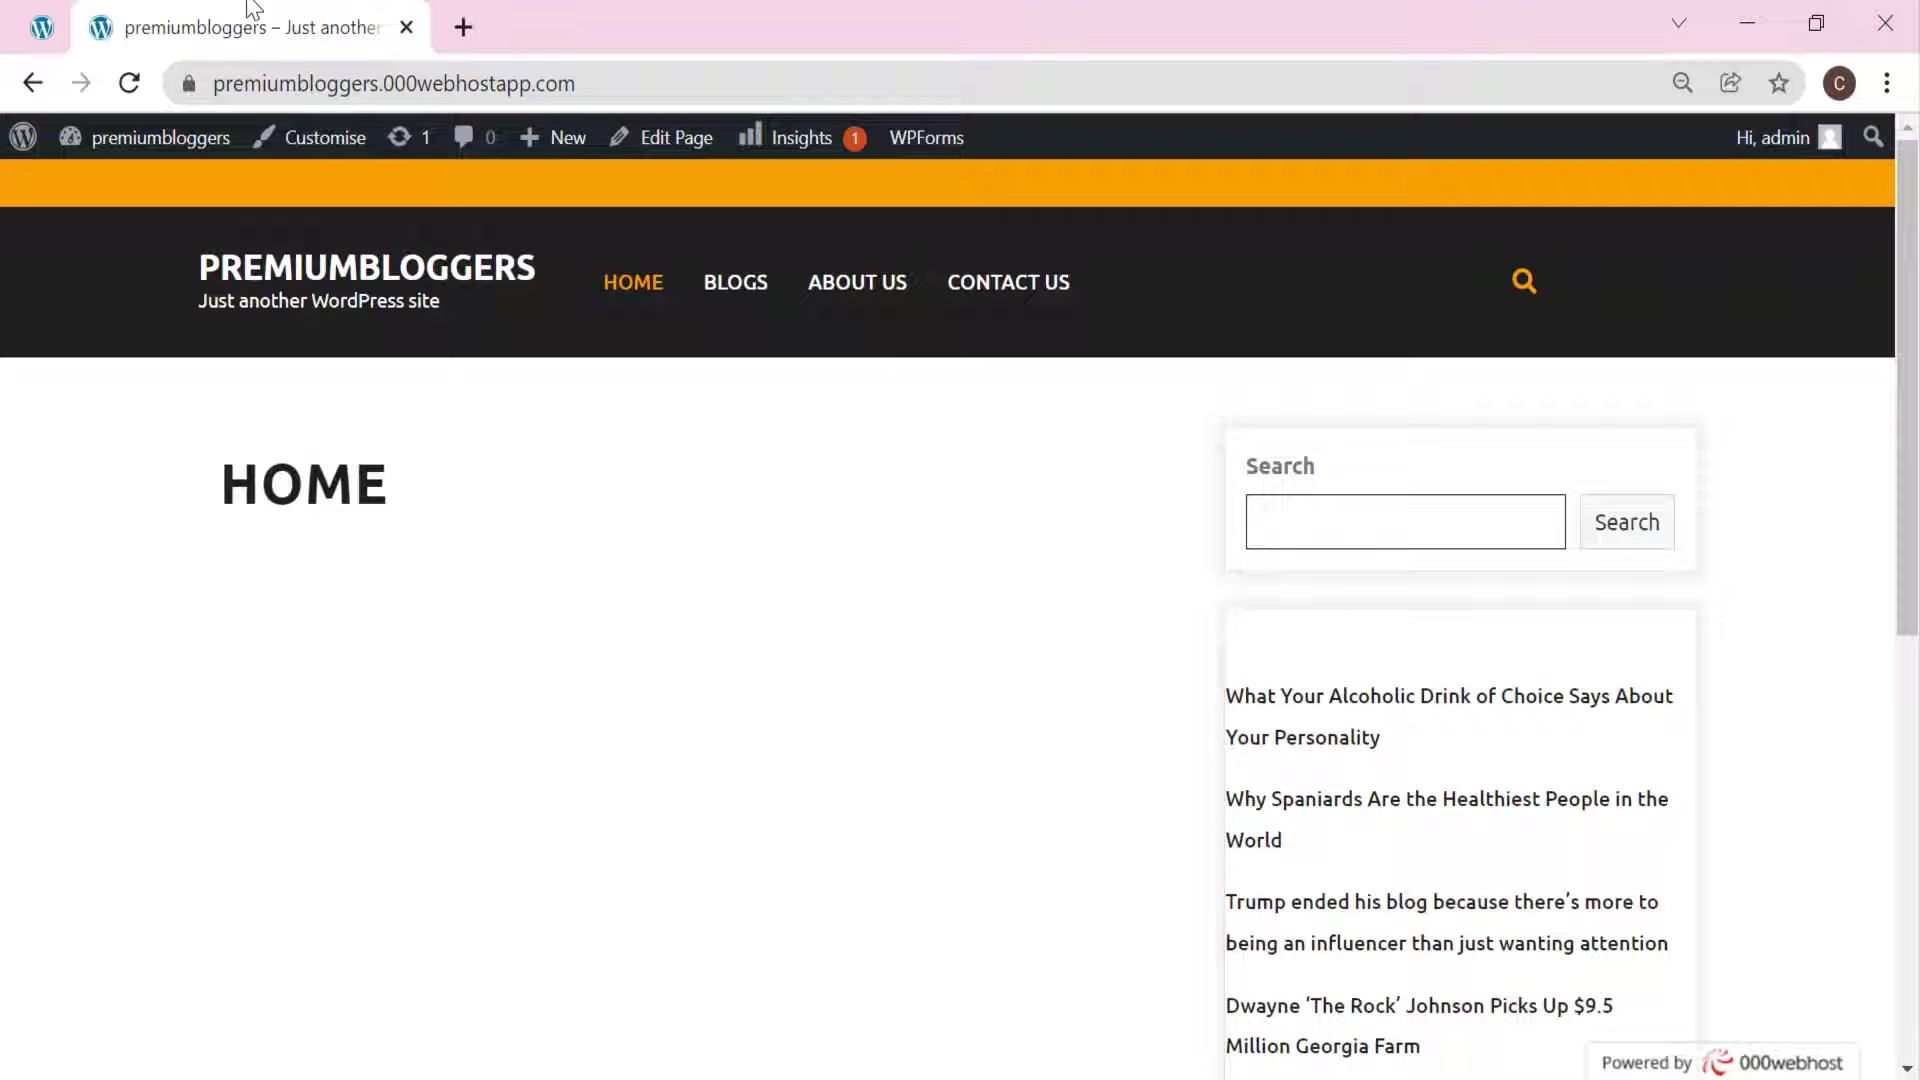 premiumbloggers – Just another
premiumbloggers.000webhostapp.com
C
premiumbloggers Customise 1 0 New Edit Page Insights 1 WPForms Hi, admin
PREMIUMBLOGGERS
Just another WordPress site
HOME BLOGS ABOUT US CONTACT US
HOME
Search
Search
What Your Alcoholic Drink of Choice Says About
Your Personality
Why Spaniards Are the Healthiest People in the
World
Trump ended his blog because there’s more to
being an influencer than just wanting attention
Dwayne ‘The Rock’ Johnson Picks Up $9.5
Million Georgia Farm
Powered by 000webhost